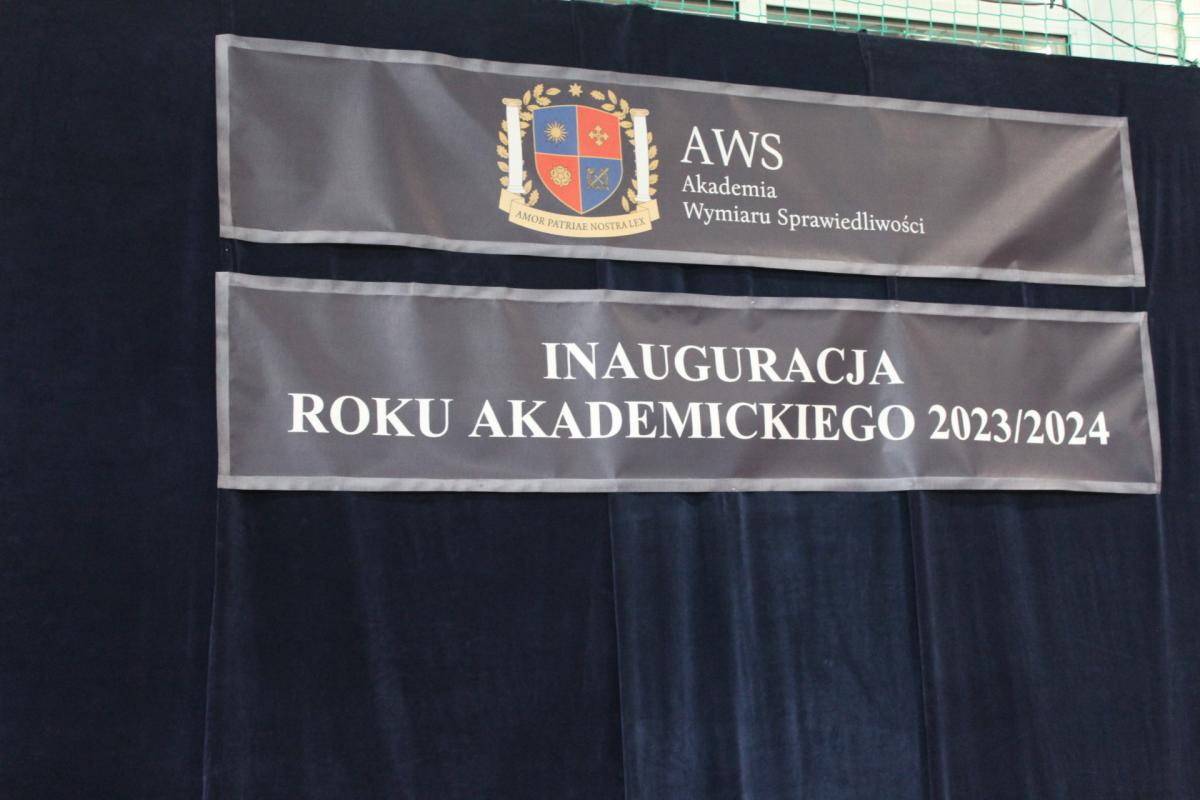 AWS
Akademia
Wymiaru Sprawiedliwości
AMOR PATRIAE NOSTRA LEX
INAUGURACJA
ROKU AKADEMICKIEGO 2023/2024